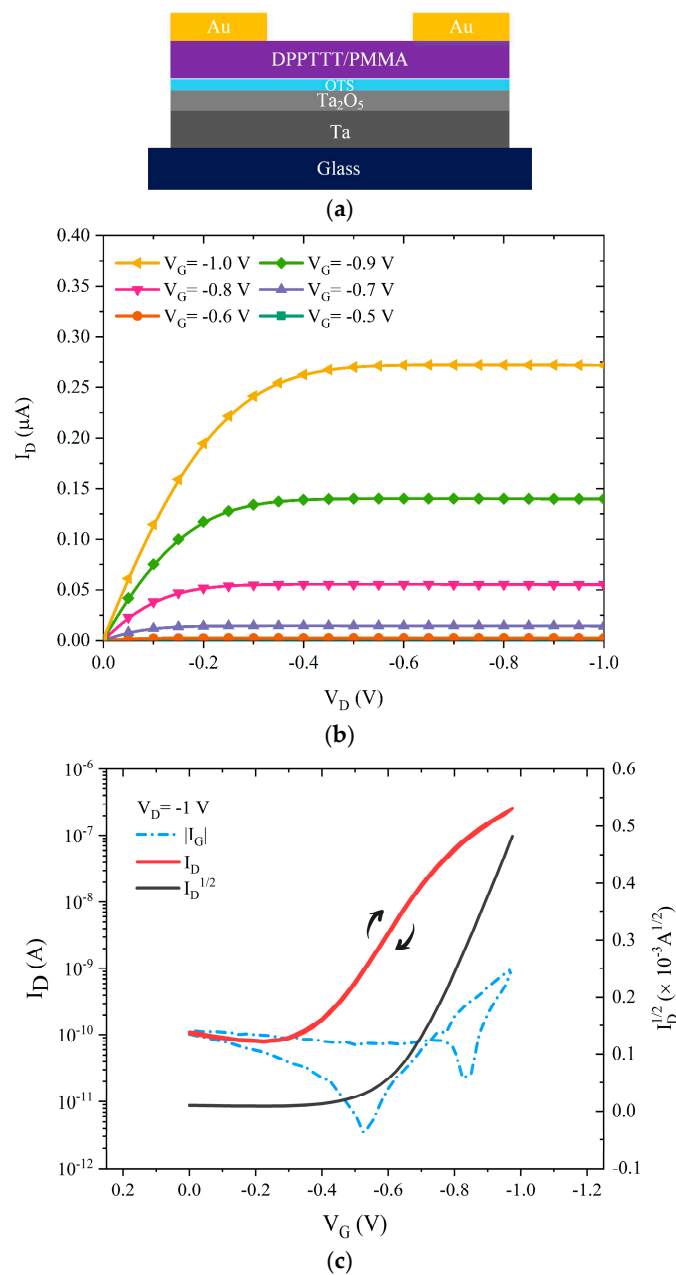 Au Au
DPPTTT/PMMA
OTS
Ta2O5
Ta
Glass
(a)
0.40
0.35
0.30
0.25
0.20
0.15
0.10
0.05
0.00
ID (μA)
VG= -1.0 V VG= -0.9 V
VG= -0.8 V VG= -0.7 V
VG= -0.6 V VG= -0.5 V
0.0 -0.2 -0.4 -0.6 -0.8 -1.0
VD (V)
(b)
10-6
10-7
10-8
10-9
10-10
10-11
10-12
ID (A)
VD= -1 V
|IG|
ID
ID1/2
0.6
0.5
0.4
0.3
0.2
0.1
0.0
-0.1
ID1/2 (× 10-3 A1/2)
0.2 0.0 -0.2 -0.4 -0.6 -0.8 -1.0 -1.2
VG (V)
(c)